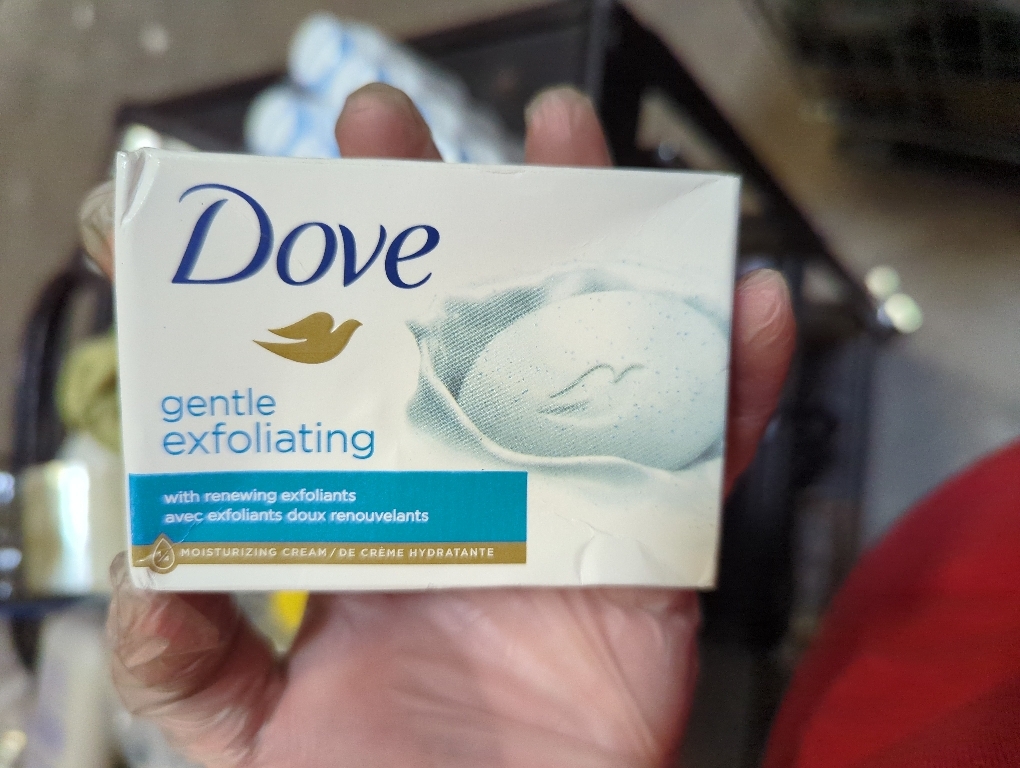 Dove
gentle
exfoliating
with renewing exfoliants
avec exfoliants doux renouvelants
MOISTURIZING CREAM/DE CRÈME HYDRATANTE